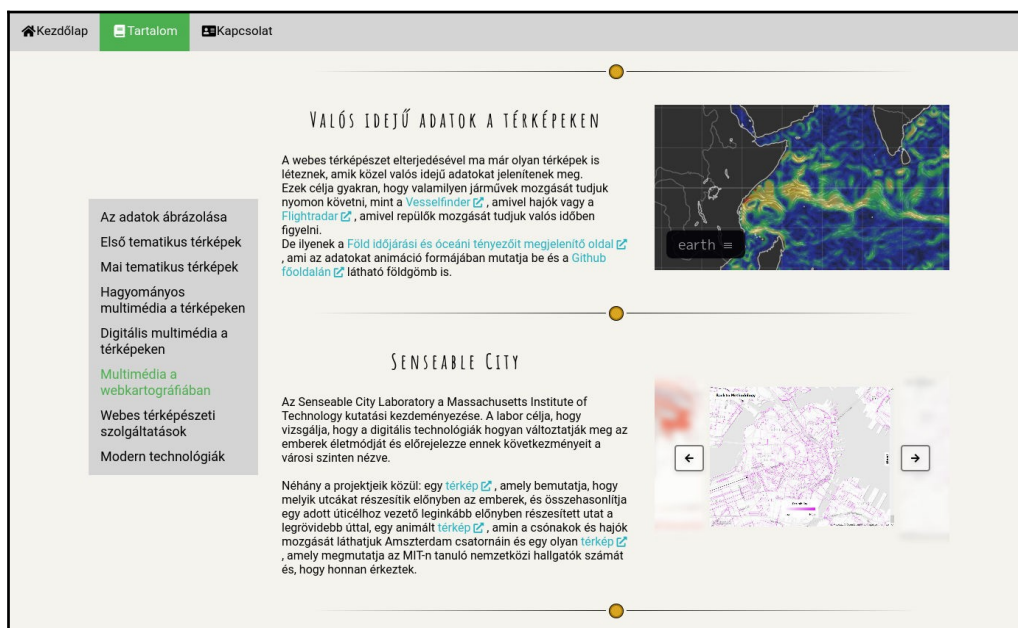 Kezdőlap
Tartalom
Kapcsolat
Az adatok ábrázolása
Első tematikus térképek
Mai tematikus térképek
Hagyományos
multimédia a térképeken
Digitális multimédia a
térképeken
Multimédia a
webkartográfiában
Webes térképészeti
szolgáltatások
Modern technológiák
Valós idejű adatok a térképeken
A webes térképészet elterjedésével ma már olyan térképek is
léteznek, amik közel valós idejű adatokat jelenítenek meg.
Ezek célja gyakran, hogy valamilyen járművek mozgását tudjuk
nyomon követni, mint a Vesselfinder , amivel hajók vagy a
Flightradar , amivel repülők mozgását tudjuk valós időben
figyelni.
De ilyenek a Föld időjárási és óceáni tényezőit megjelenítő oldal
, ami az adatokat animáció formájában mutatja be és a Github
főoldalán látható földgömb is.
earth
Senseable City
Az Senseable City Laboratory a Massachusetts Institute of
Technology kutatási kezdeményezése. A labor célja, hogy
vizsgálja, hogy a digitális technológiák hogyan változtatják meg az
emberek életmódját és előrejelezze ennek következményeit a
városi szinten nézve.
Néhány a projektjeik közül: egy térkép , amely bemutatja, hogy
melyik utcákat részesítik előnyben az emberek, és összehasonlítja
egy adott úticélhoz vezető leginkább előnyben részesített utat a
legrövidebb úttal, egy animált térkép , amin a csónakok és hajók
mozgását láthatjuk Amszterdam csatornáin és egy olyan térkép
, amely megmutatja az MIT-n tanuló nemzetközi hallgatók számát
és, hogy honnan érkeztek.